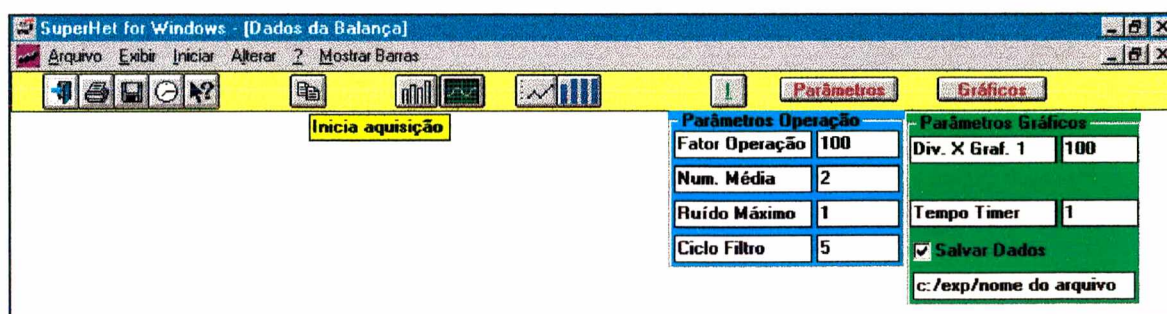 SuperHet for Windows - [Dados da Balança]
Arquivo Exibir Iniciar Alterar ? Mostrar Barras
I Parâmetros Gráficos
Inicia aquisição
Parâmetros Operação
Fator Operação 100
Num. Média 2
Ruído Máximo 1
Ciclo Filtro 5
Parâmetros Gráficos
Div. X Graf. 1 100
Tempo Timer 1
Salvar Dados
c:/exp/nome do arquivo